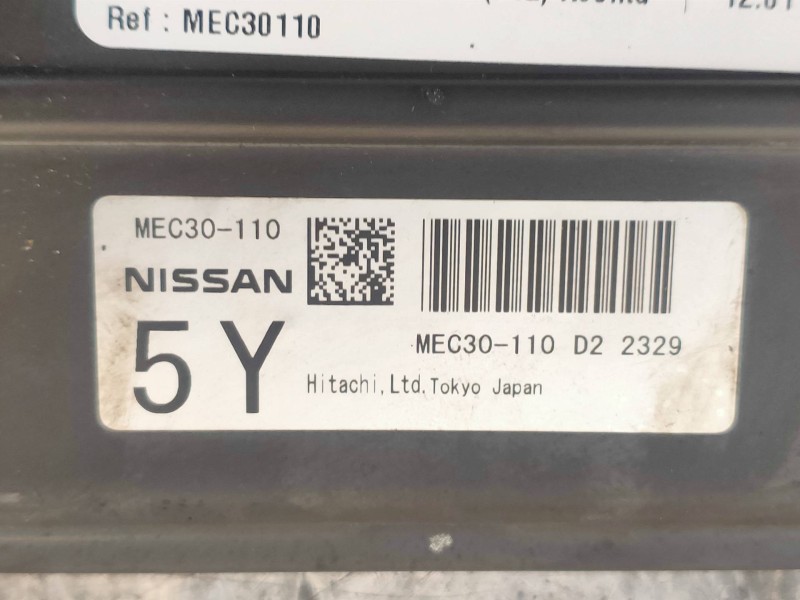 Ref : MEC30110
MEC30-110
NISSAN
5Y
MEC30-110 D2 2329
Hitachi,Ltd.Tokyo Japan